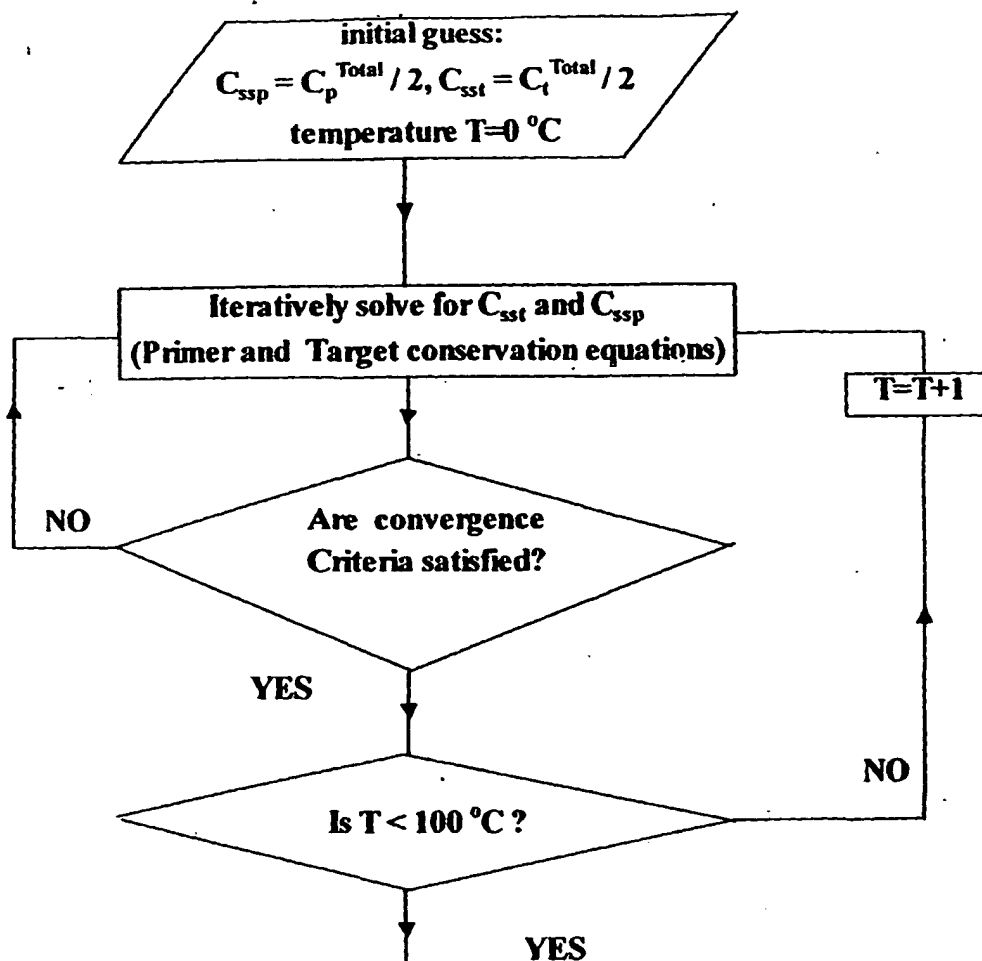 initial guess:
C_ssp = C_p^Total / 2, C_sst = C_t^Total / 2
temperature T=0 °C
Iteratively solve for C_sst and C_ssp
(Primer and Target conservation equations)
T=T+1
NO
Are convergence
Criteria satisfied?
YES
NO
Is T < 100 °C ?
YES